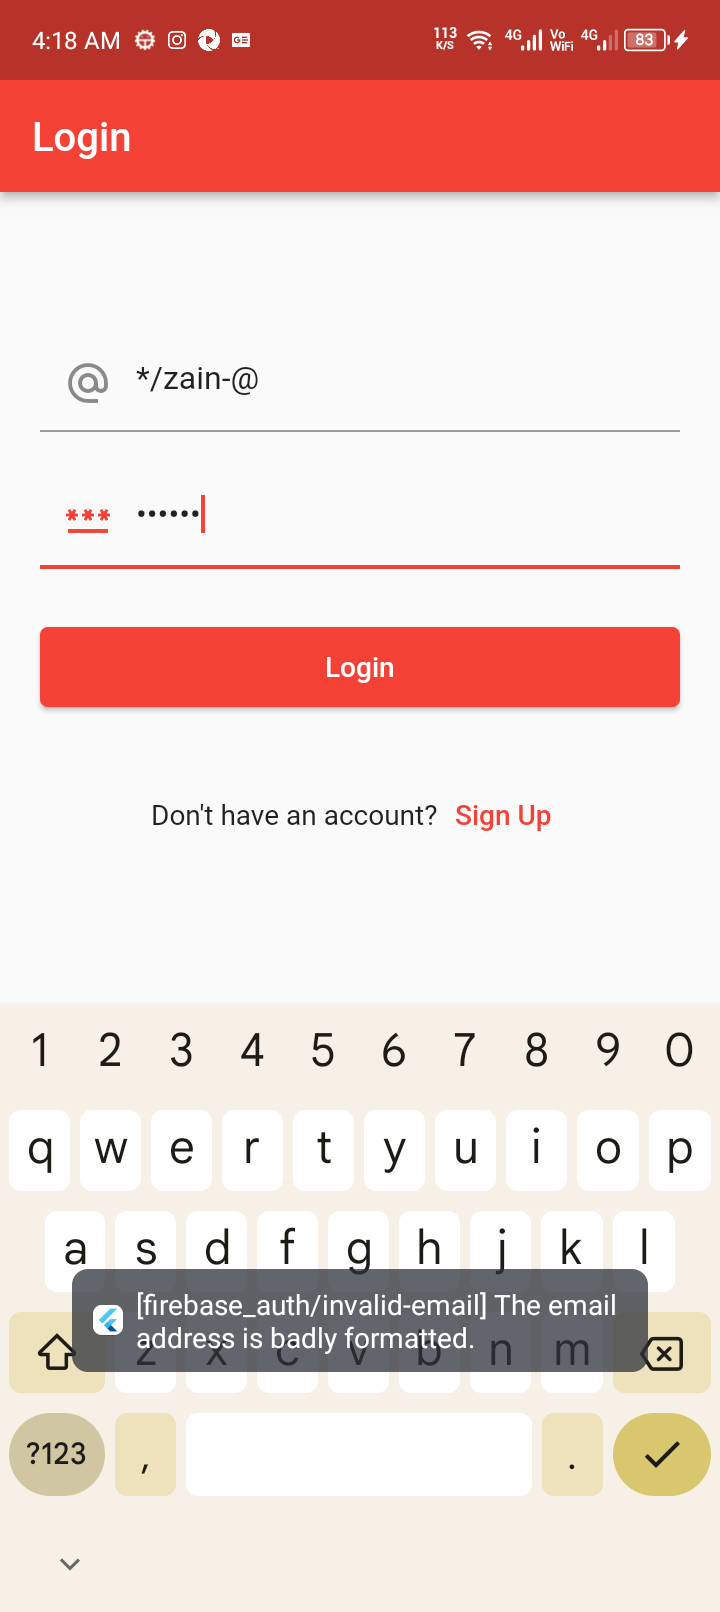 4:18 AM 113 K/S 4G Vo WiFi 4G 83
Login
*/zain-@
*** ••••••
Login
Don't have an account? Sign Up
1 2 3 4 5 6 7 8 9 0
q w e r t y u i o p
a s d f g h j k l
[firebase_auth/invalid-email] The email
address is badly formatted.
z x c v b n m
?123 , .